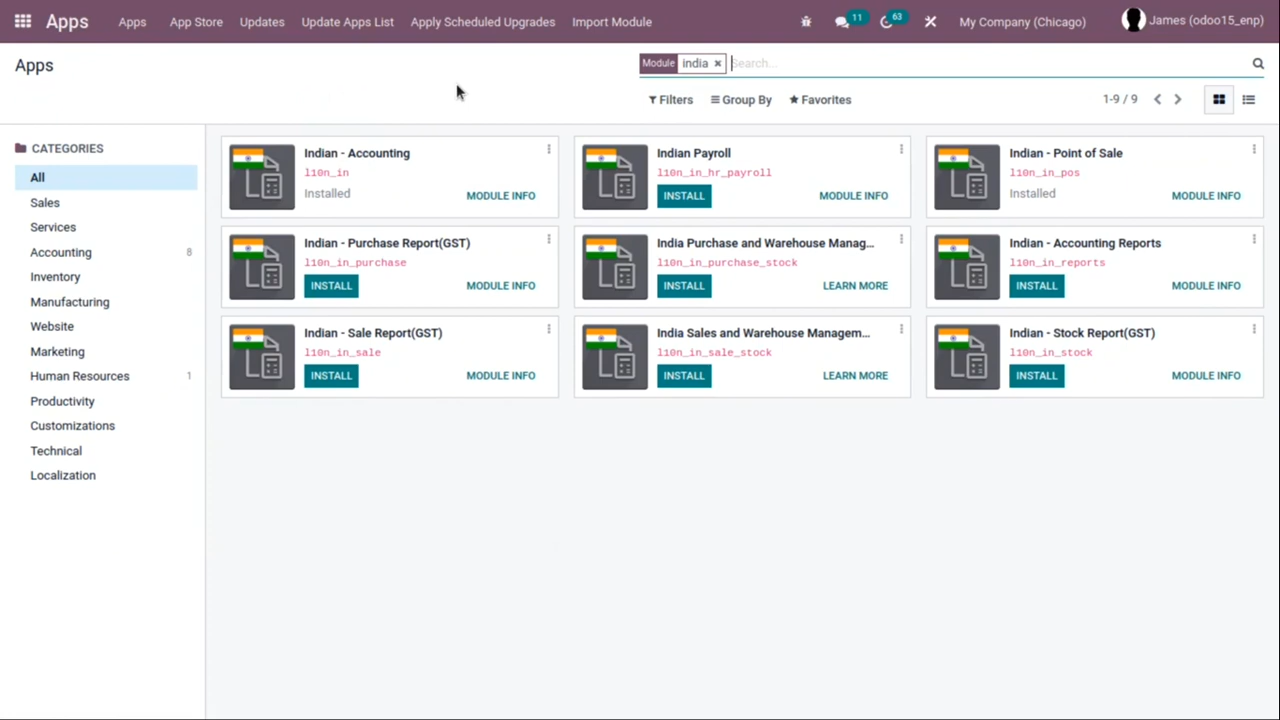 Apps Apps App Store Updates Update Apps List Apply Scheduled Upgrades Import Module 11 63 My Company (Chicago) James (odoo15_enp)
Apps
Module india Search...
Filters Group By Favorites 1-9 / 9
CATEGORIES
All
Sales
Services
Accounting 8
Inventory
Manufacturing
Website
Marketing
Human Resources 1
Productivity
Customizations
Technical
Localization
Indian - Accounting
l10n_in
Installed MODULE INFO
Indian Payroll
l10n_in_hr_payroll
INSTALL MODULE INFO
Indian - Point of Sale
l10n_in_pos
Installed MODULE INFO
Indian - Purchase Report(GST)
l10n_in_purchase
INSTALL MODULE INFO
India Purchase and Warehouse Manag...
l10n_in_purchase_stock
INSTALL LEARN MORE
Indian - Accounting Reports
l10n_in_reports
INSTALL MODULE INFO
Indian - Sale Report(GST)
l10n_in_sale
INSTALL MODULE INFO
India Sales and Warehouse Managem...
l10n_in_sale_stock
INSTALL LEARN MORE
Indian - Stock Report(GST)
l10n_in_stock
INSTALL MODULE INFO